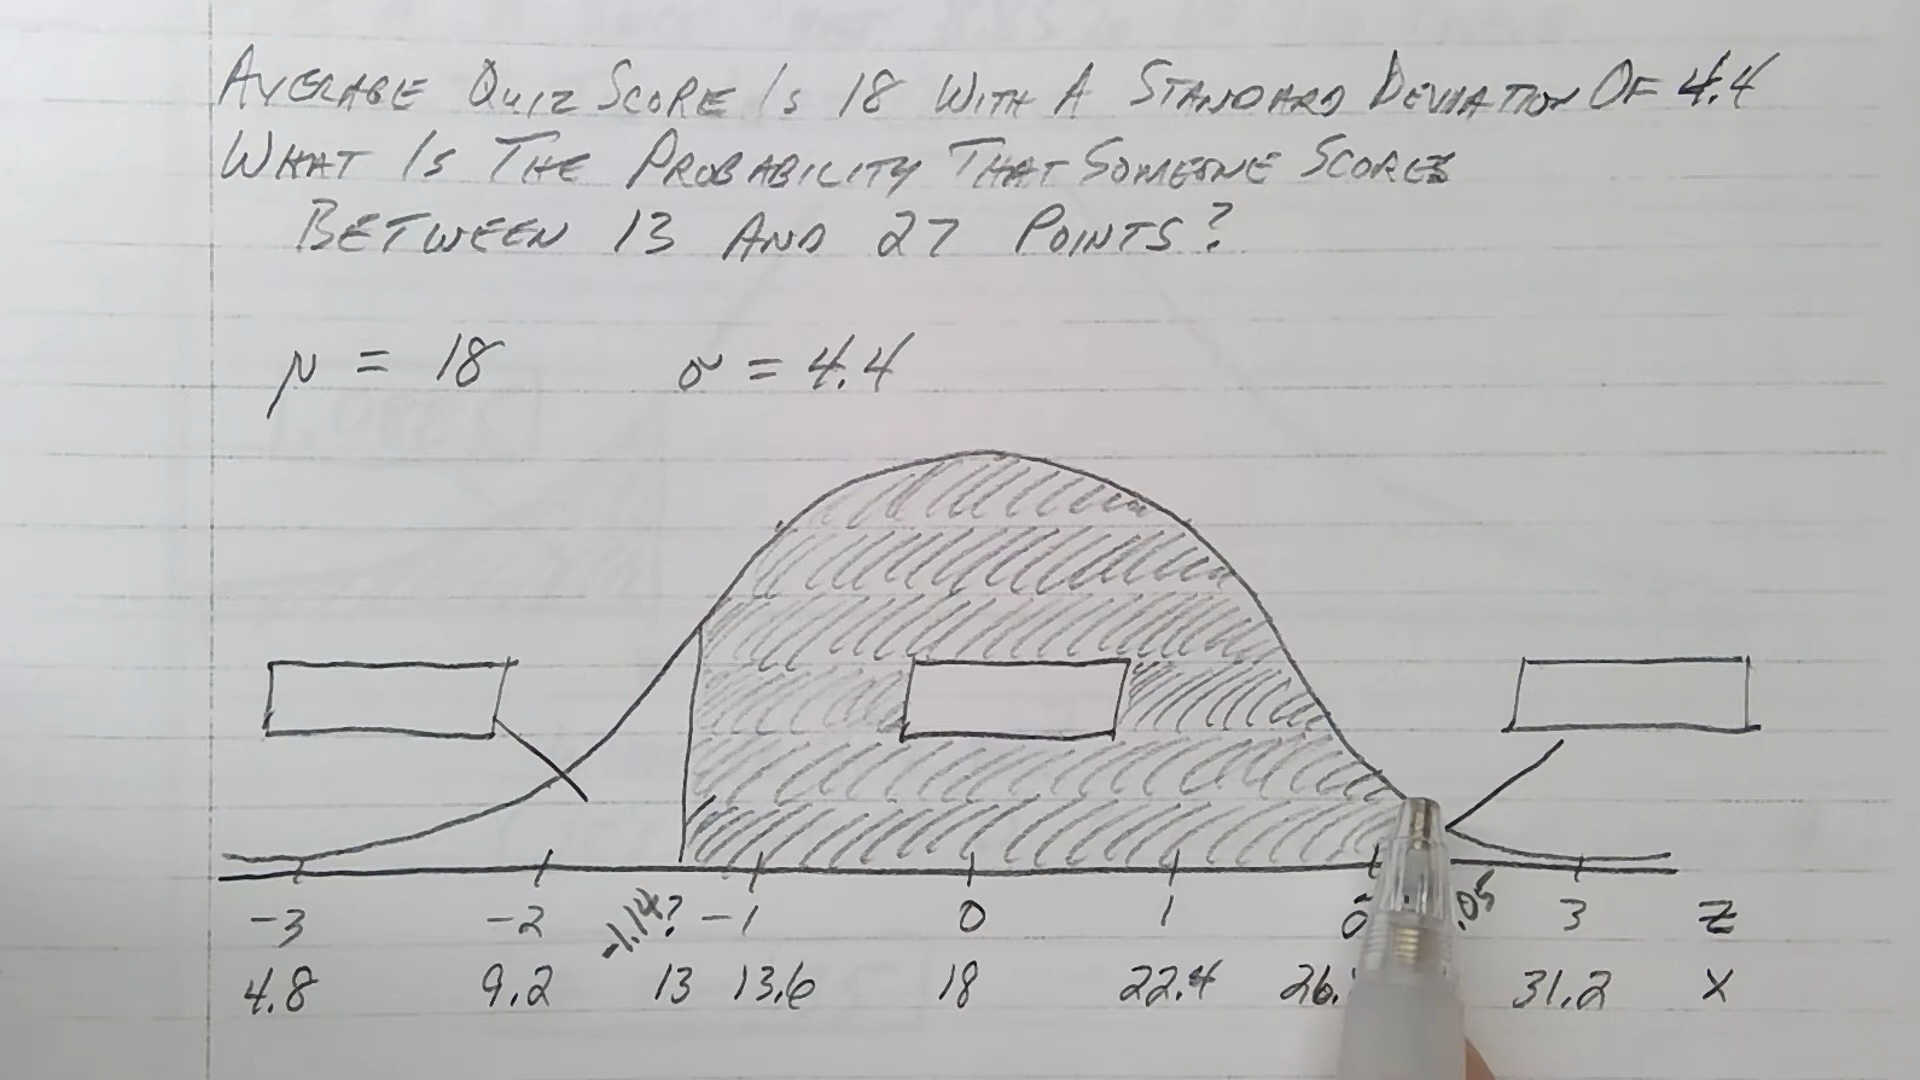 AVERAGE QUIZ SCORE IS 18 WITH A STANDARD DEVIATION OF 4.4
WHAT IS THE PROBABILITY THAT SOMEONE SCORES
BETWEEN 13 AND 27 POINTS?
μ = 18 σ = 4.4
-3 -2 -1.14? -1 0 1 .05 3 Z
4.8 9.2 13 13.6 18 22.4 26. 31.2 X